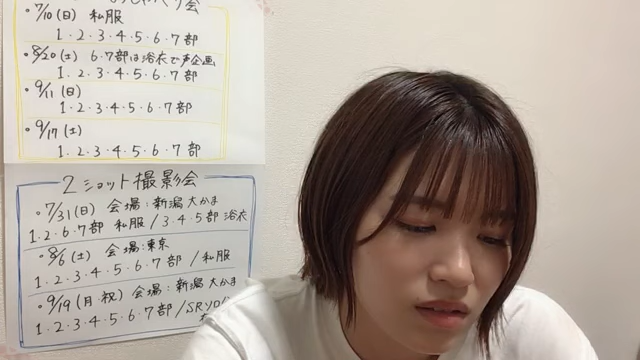 会
・7/10(日) 私服
1・2・3・4・5・6・7部
・8/20(土) 6・7部は浴衣で声企画
1・2・3・4・5・6・7部
・9/11(日)
1・2・3・4・5・6・7部
・9/17(土)
1・2・3・4・5・6・7部
2ショット撮影会
・7/31(日) 会場:新潟 大かま
1・2・6・7部 私服/3・4・5部 浴衣
・8/6(土) 会場:東京
1・2・3・4・5・6・7部/私服
・9/19(月・祝) 会場:新潟 大かま
1・2・3・4・5・6・7部/